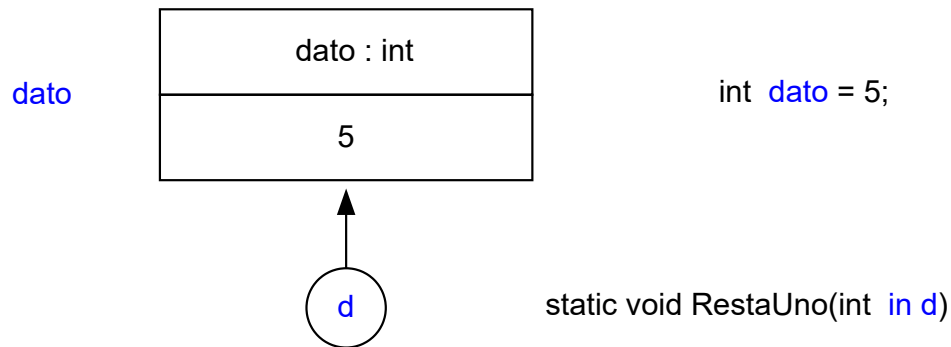 dato : int
dato
int dato = 5;
5
d
static void RestaUno(int in d)